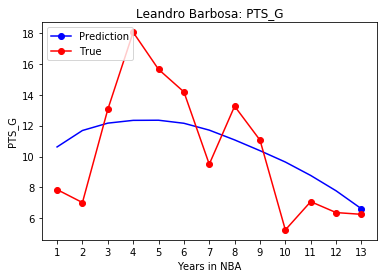 Leandro Barbosa: PTS_G
Prediction
True
PTS_G
18
16
14
12
10
8
6
1 2 3 4 5 6 7 8 9 10 11 12 13
Years in NBA